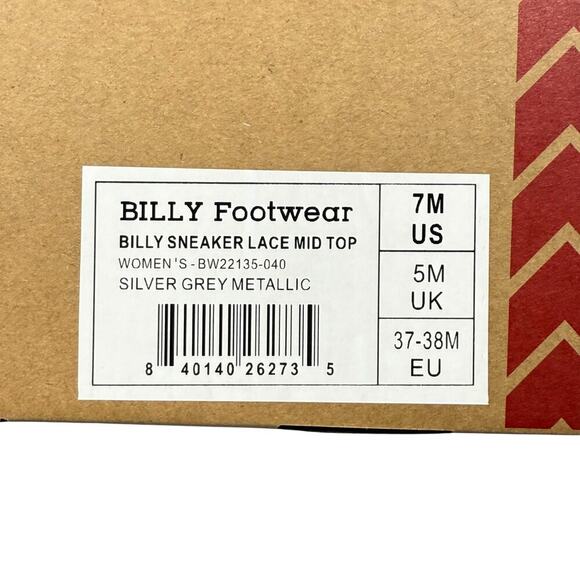 BILLY Footwear
BILLY SNEAKER LACE MID TOP
WOMEN'S-BW22135-040
SILVER GREY METALLIC
8 40140 26273 5
7M
US
5M
UK
37-38M
EU